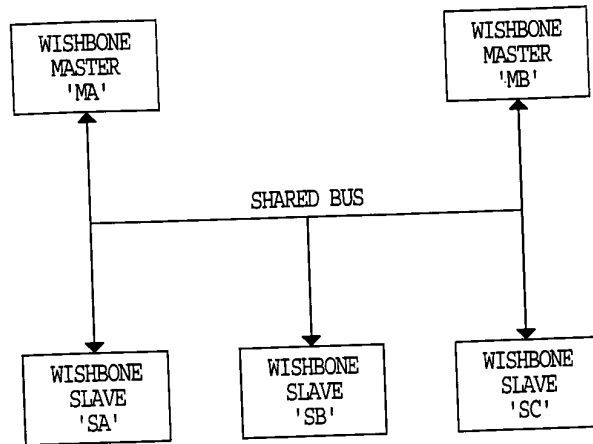 WISHBONE
MASTER
'MA'
WISHBONE
MASTER
'MB'
SHARED BUS
WISHBONE
SLAVE
'SA'
WISHBONE
SLAVE
'SB'
WISHBONE
SLAVE
'SC'